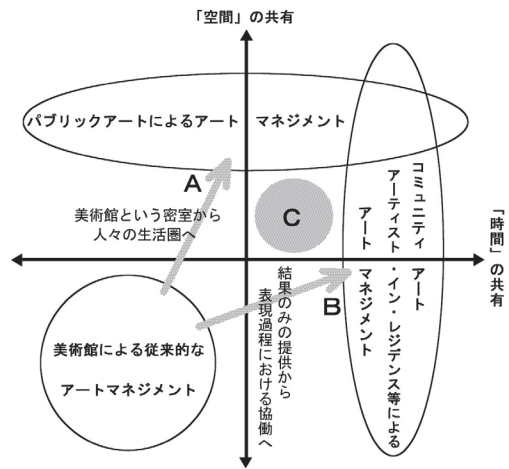 「空間」の共有
パブリックアートによるアート マネジメント
A
美術館という密室から
人々の生活圏へ
C
コミュニティ アート
アーティスト・イン・レジデンス等による
アート マネジメント
「時間」の共有
B
結果のみの提供から
表現過程における協働へ
美術館による従来的な
アートマネジメント